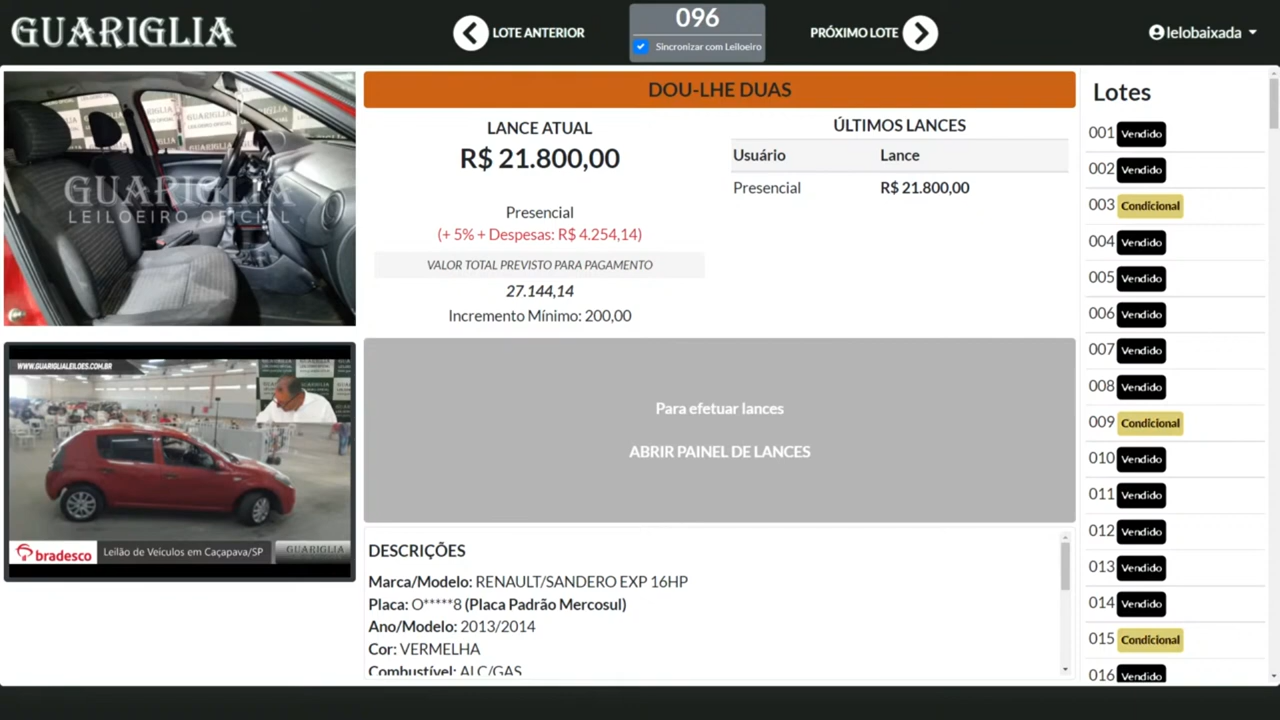 GUARIGLIA
LOTE ANTERIOR
096
Sincronizar com Leiloeiro
PRÓXIMO LOTE
lelobaixada
GUARIGLIA
LEILOEIRO OFICIAL
DOU-LHE DUAS
LANCE ATUAL
R$ 21.800,00
Presencial
(+ 5% + Despesas: R$ 4.254,14)
VALOR TOTAL PREVISTO PARA PAGAMENTO
27.144,14
Incremento Mínimo: 200,00
ÚLTIMOS LANCES
Usuário Lance
Presencial R$ 21.800,00
Para efetuar lances
ABRIR PAINEL DE LANCES
WWW.GUARIGLIALEILOES.COM.BR
bradesco
Leilão de Veículos em Caçapava/SP
GUARIGLIA
DESCRIÇÕES
Marca/Modelo: RENAULT/SANDERO EXP 16HP
Placa: O*****8 (Placa Padrão Mercosul)
Ano/Modelo: 2013/2014
Cor: VERMELHA
Combustível: ALC/GAS
Lotes
001 Vendido
002 Vendido
003 Condicional
004 Vendido
005 Vendido
006 Vendido
007 Vendido
008 Vendido
009 Condicional
010 Vendido
011 Vendido
012 Vendido
013 Vendido
014 Vendido
015 Condicional
016 Vendido